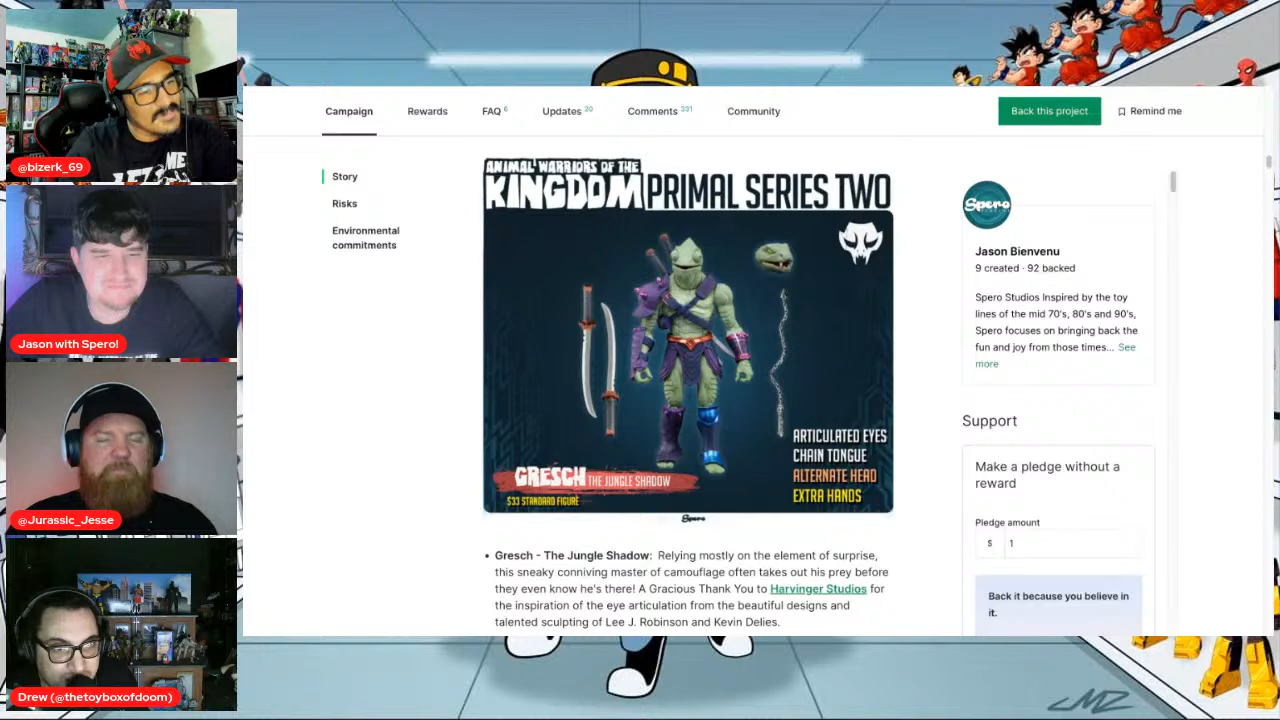 @bizerk_69
Jason with Spero!
@Jurassic_Jesse
Drew (@thetoyboxofdoom)
Campaign
Rewards
FAQ 6
Updates 20
Comments 331
Community
Back this project
Remind me
Story
Risks
Environmental
commitments
ANIMAL WARRIORS OF THE
KINGDOM
PRIMAL SERIES TWO
ARTICULATED EYES
CHAIN TONGUE
ALTERNATE HEAD
EXTRA HANDS
GRESCH THE JUNGLE SHADOW
$33 STANDARD FIGURE
Spero
• Gresch - The Jungle Shadow: Relying mostly on the element of surprise,
this sneaky conniving master of camouflage often takes out his prey before
they even know he's there! A Gracious Thank You to Harvinger Studios for
the inspiration of the eye articulation from the beautiful designs and
talented sculpting of Lee J. Robinson and Kevin Delies.
Spero
STUDIOS
Jason Bienvenu
9 created · 92 backed
Spero Studios Inspired by the toy
lines of the mid 70's, 80's and 90's,
Spero focuses on bringing back the
fun and joy from those times... See
more
Support
Make a pledge without a
reward
Pledge amount
$ 1
Back it because you believe in
it.